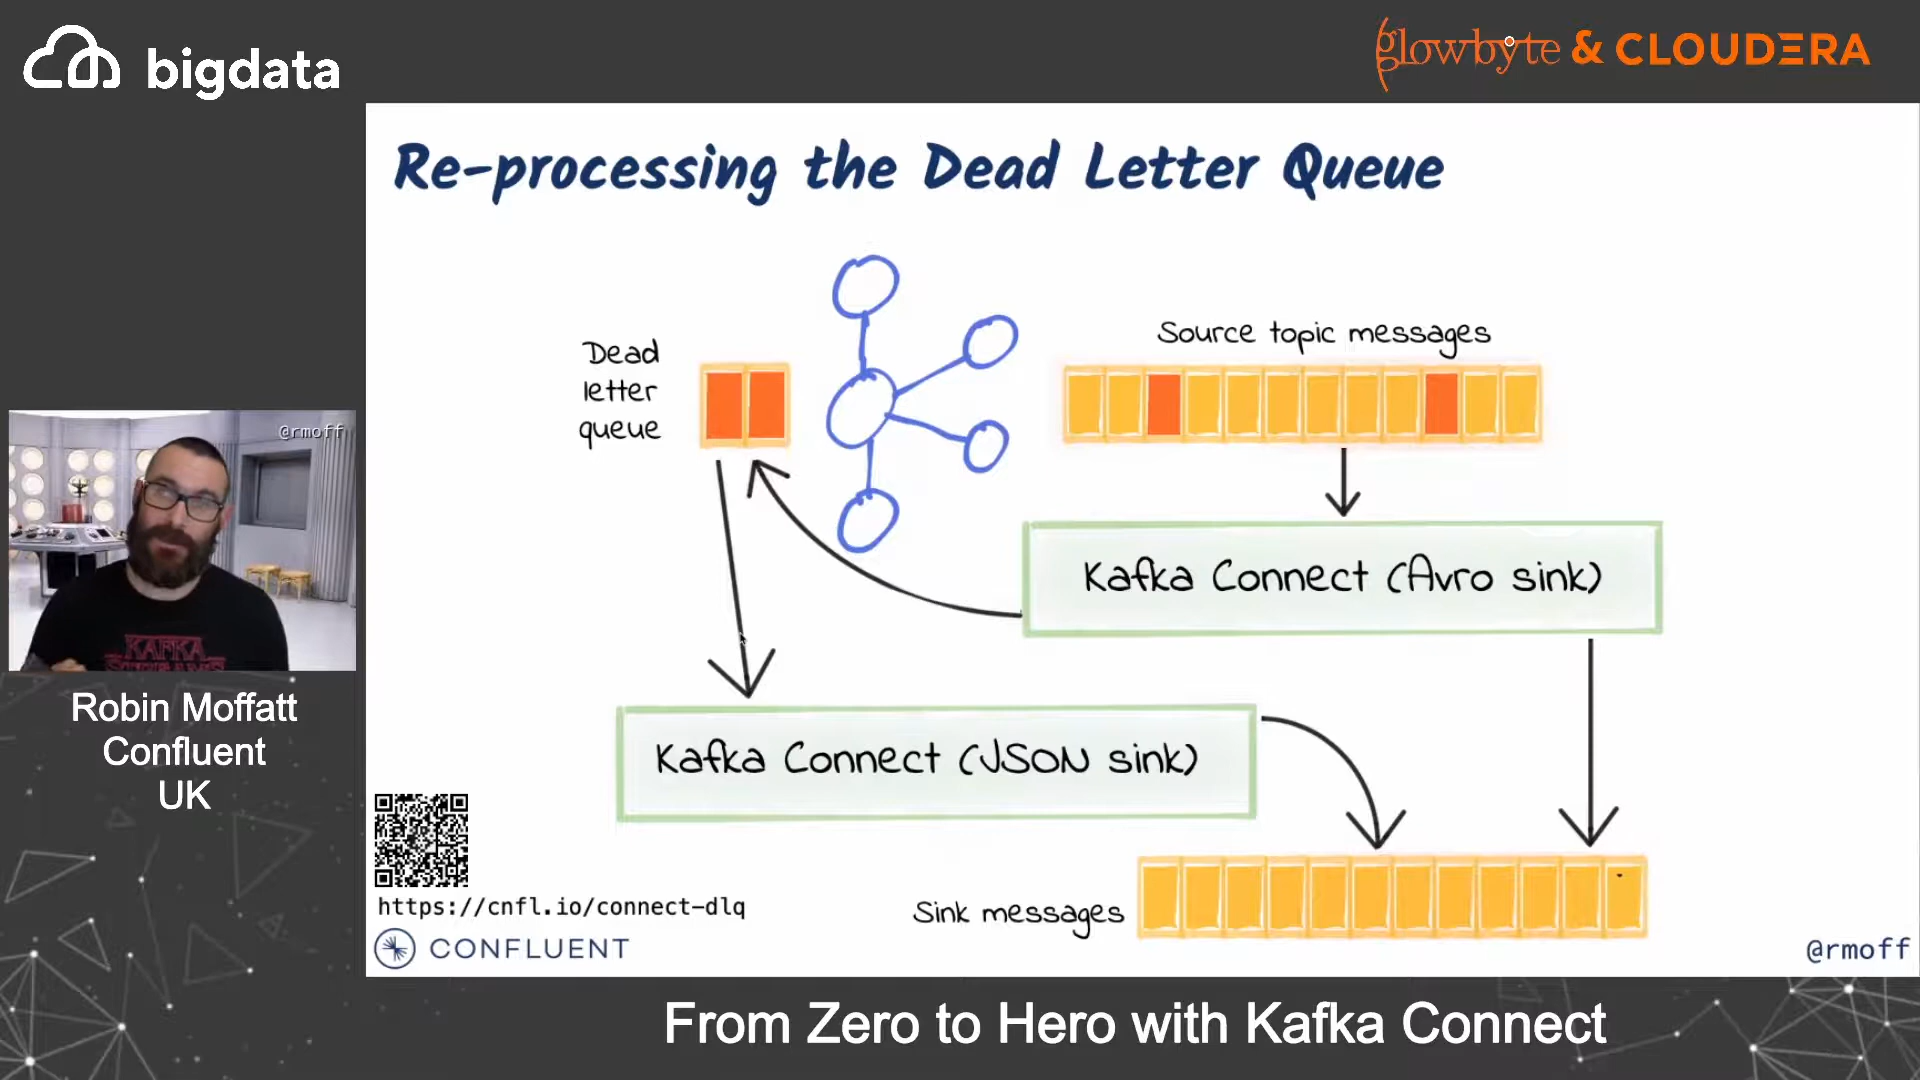 bigdata
glowbyte & CLOUDERA
Re-processing the Dead Letter Queue
Dead
letter
queue
Source topic messages
Kafka Connect (Avro sink)
Kafka Connect (JSON sink)
Sink messages
https://cnfl.io/connect-dlq
CONFLUENT
@rmoff
@rmoff
KAFKA
Robin Moffatt
Confluent
UK
From Zero to Hero with Kafka Connect